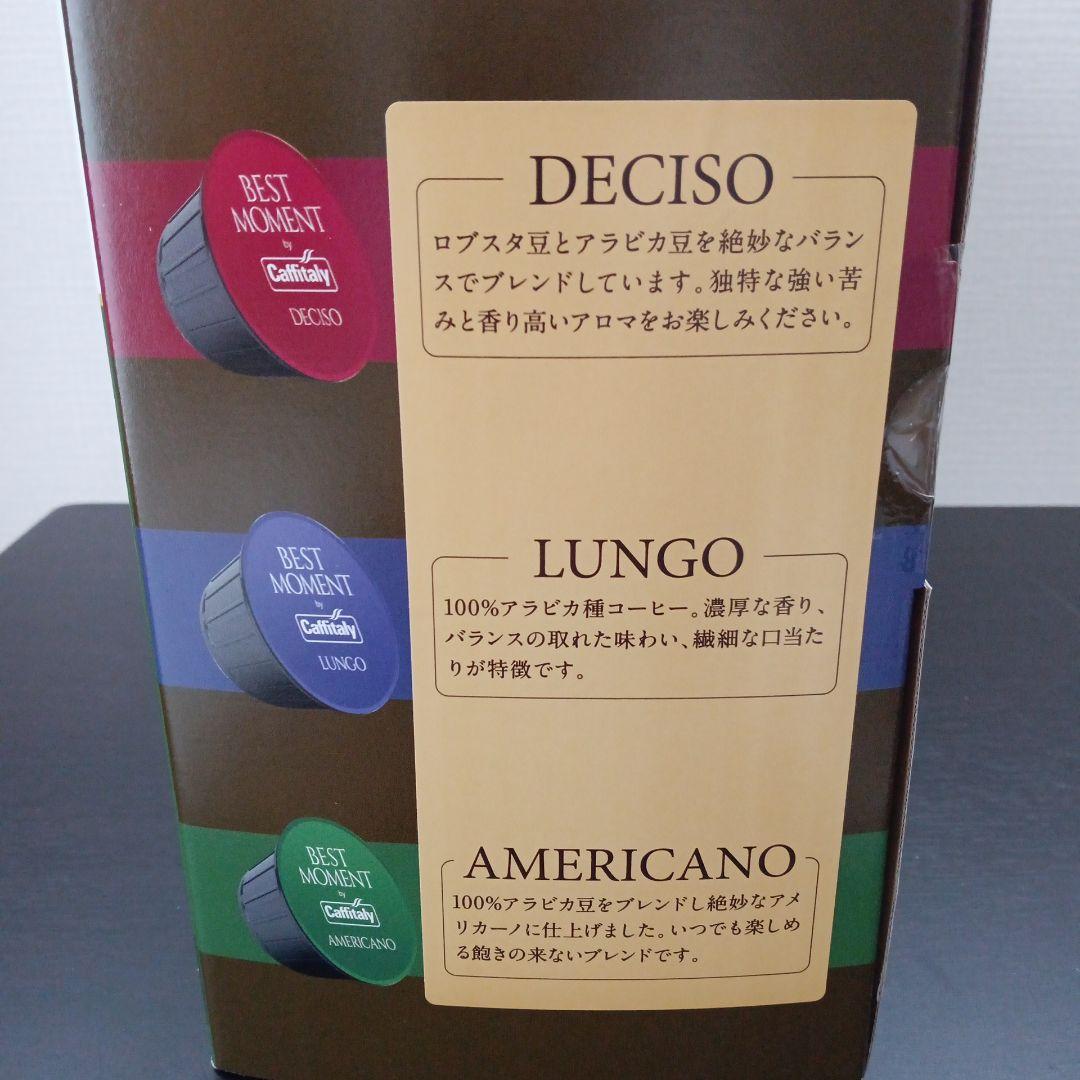 BEST
MOMENT
by
Caffitaly
DECISO
DECISO
ロブスタ豆とアラビカ豆を絶妙なバラン
スでブレンドしています。独特な強い苦
みと香り高いアロマをお楽しみください。
BEST
MOMENT
by
Caffitaly
LUNGO
LUNGO
100%アラビカ種コーヒー。濃厚な香り、
バランスの取れた味わい、繊細な口当た
りが特徴です。
BEST
MOMENT
by
Caffitaly
AMERICANO
AMERICANO
100%アラビカ豆をブレンドし絶妙なアメ
リカーノに仕上げました。いつでも楽しめ
る飽きの来ないブレンドです。